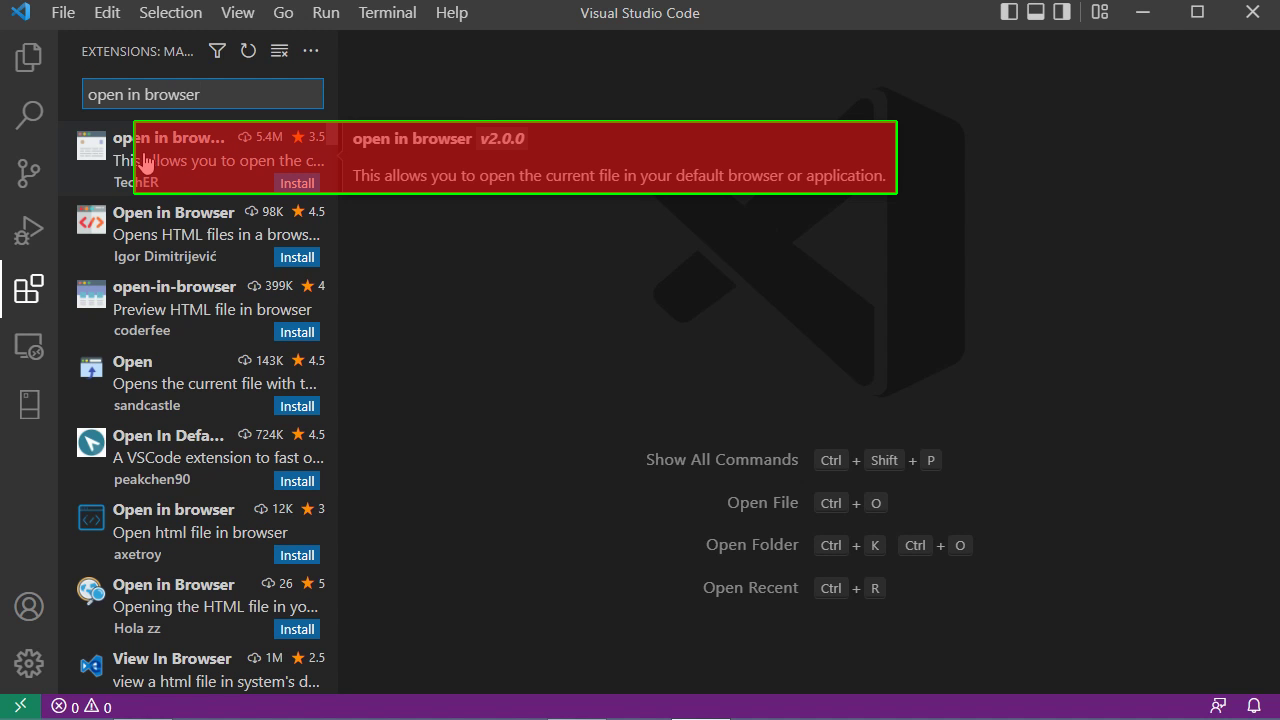 File Edit Selection View Go Run Terminal Help Visual Studio Code
EXTENSIONS: MA...
open in browser
open in brow... 5.4M 3.5
This allows you to open the c...
TechER Install
open in browser v2.0.0
This allows you to open the current file in your default browser or application.
Open in Browser 98K 4.5
Opens HTML files in a brows...
Igor Dimitrijević Install
open-in-browser 399K 4
Preview HTML file in browser
coderfee Install
Open 143K 4.5
Opens the current file with t...
sandcastle Install
Open In Defa... 724K 4.5
A VSCode extension to fast o...
peakchen90 Install
Open in browser 12K 3
Open html file in browser
axetroy Install
Open in Browser 26 5
Opening the HTML file in yo...
Hola zz Install
View In Browser 1M 2.5
view a html file in system's d...
Show All Commands Ctrl + Shift + P
Open File Ctrl + O
Open Folder Ctrl + K Ctrl + O
Open Recent Ctrl + R
0 0